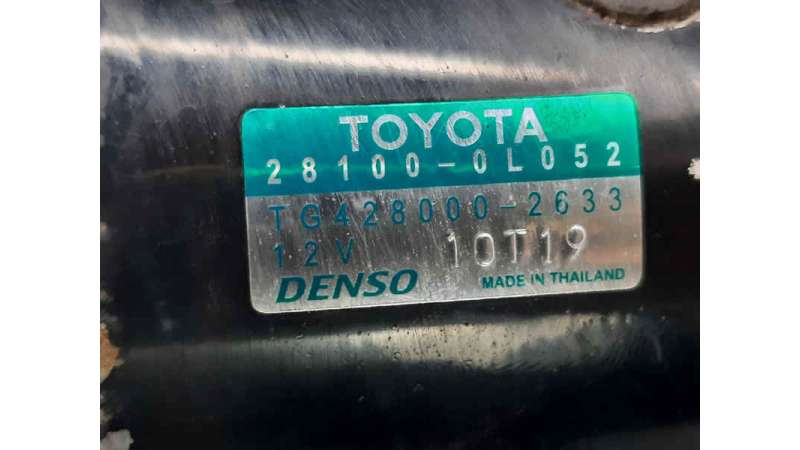 TOYOTA
28100-0L052
TG428000-2633
12V 10T19
DENSO MADE IN THAILAND